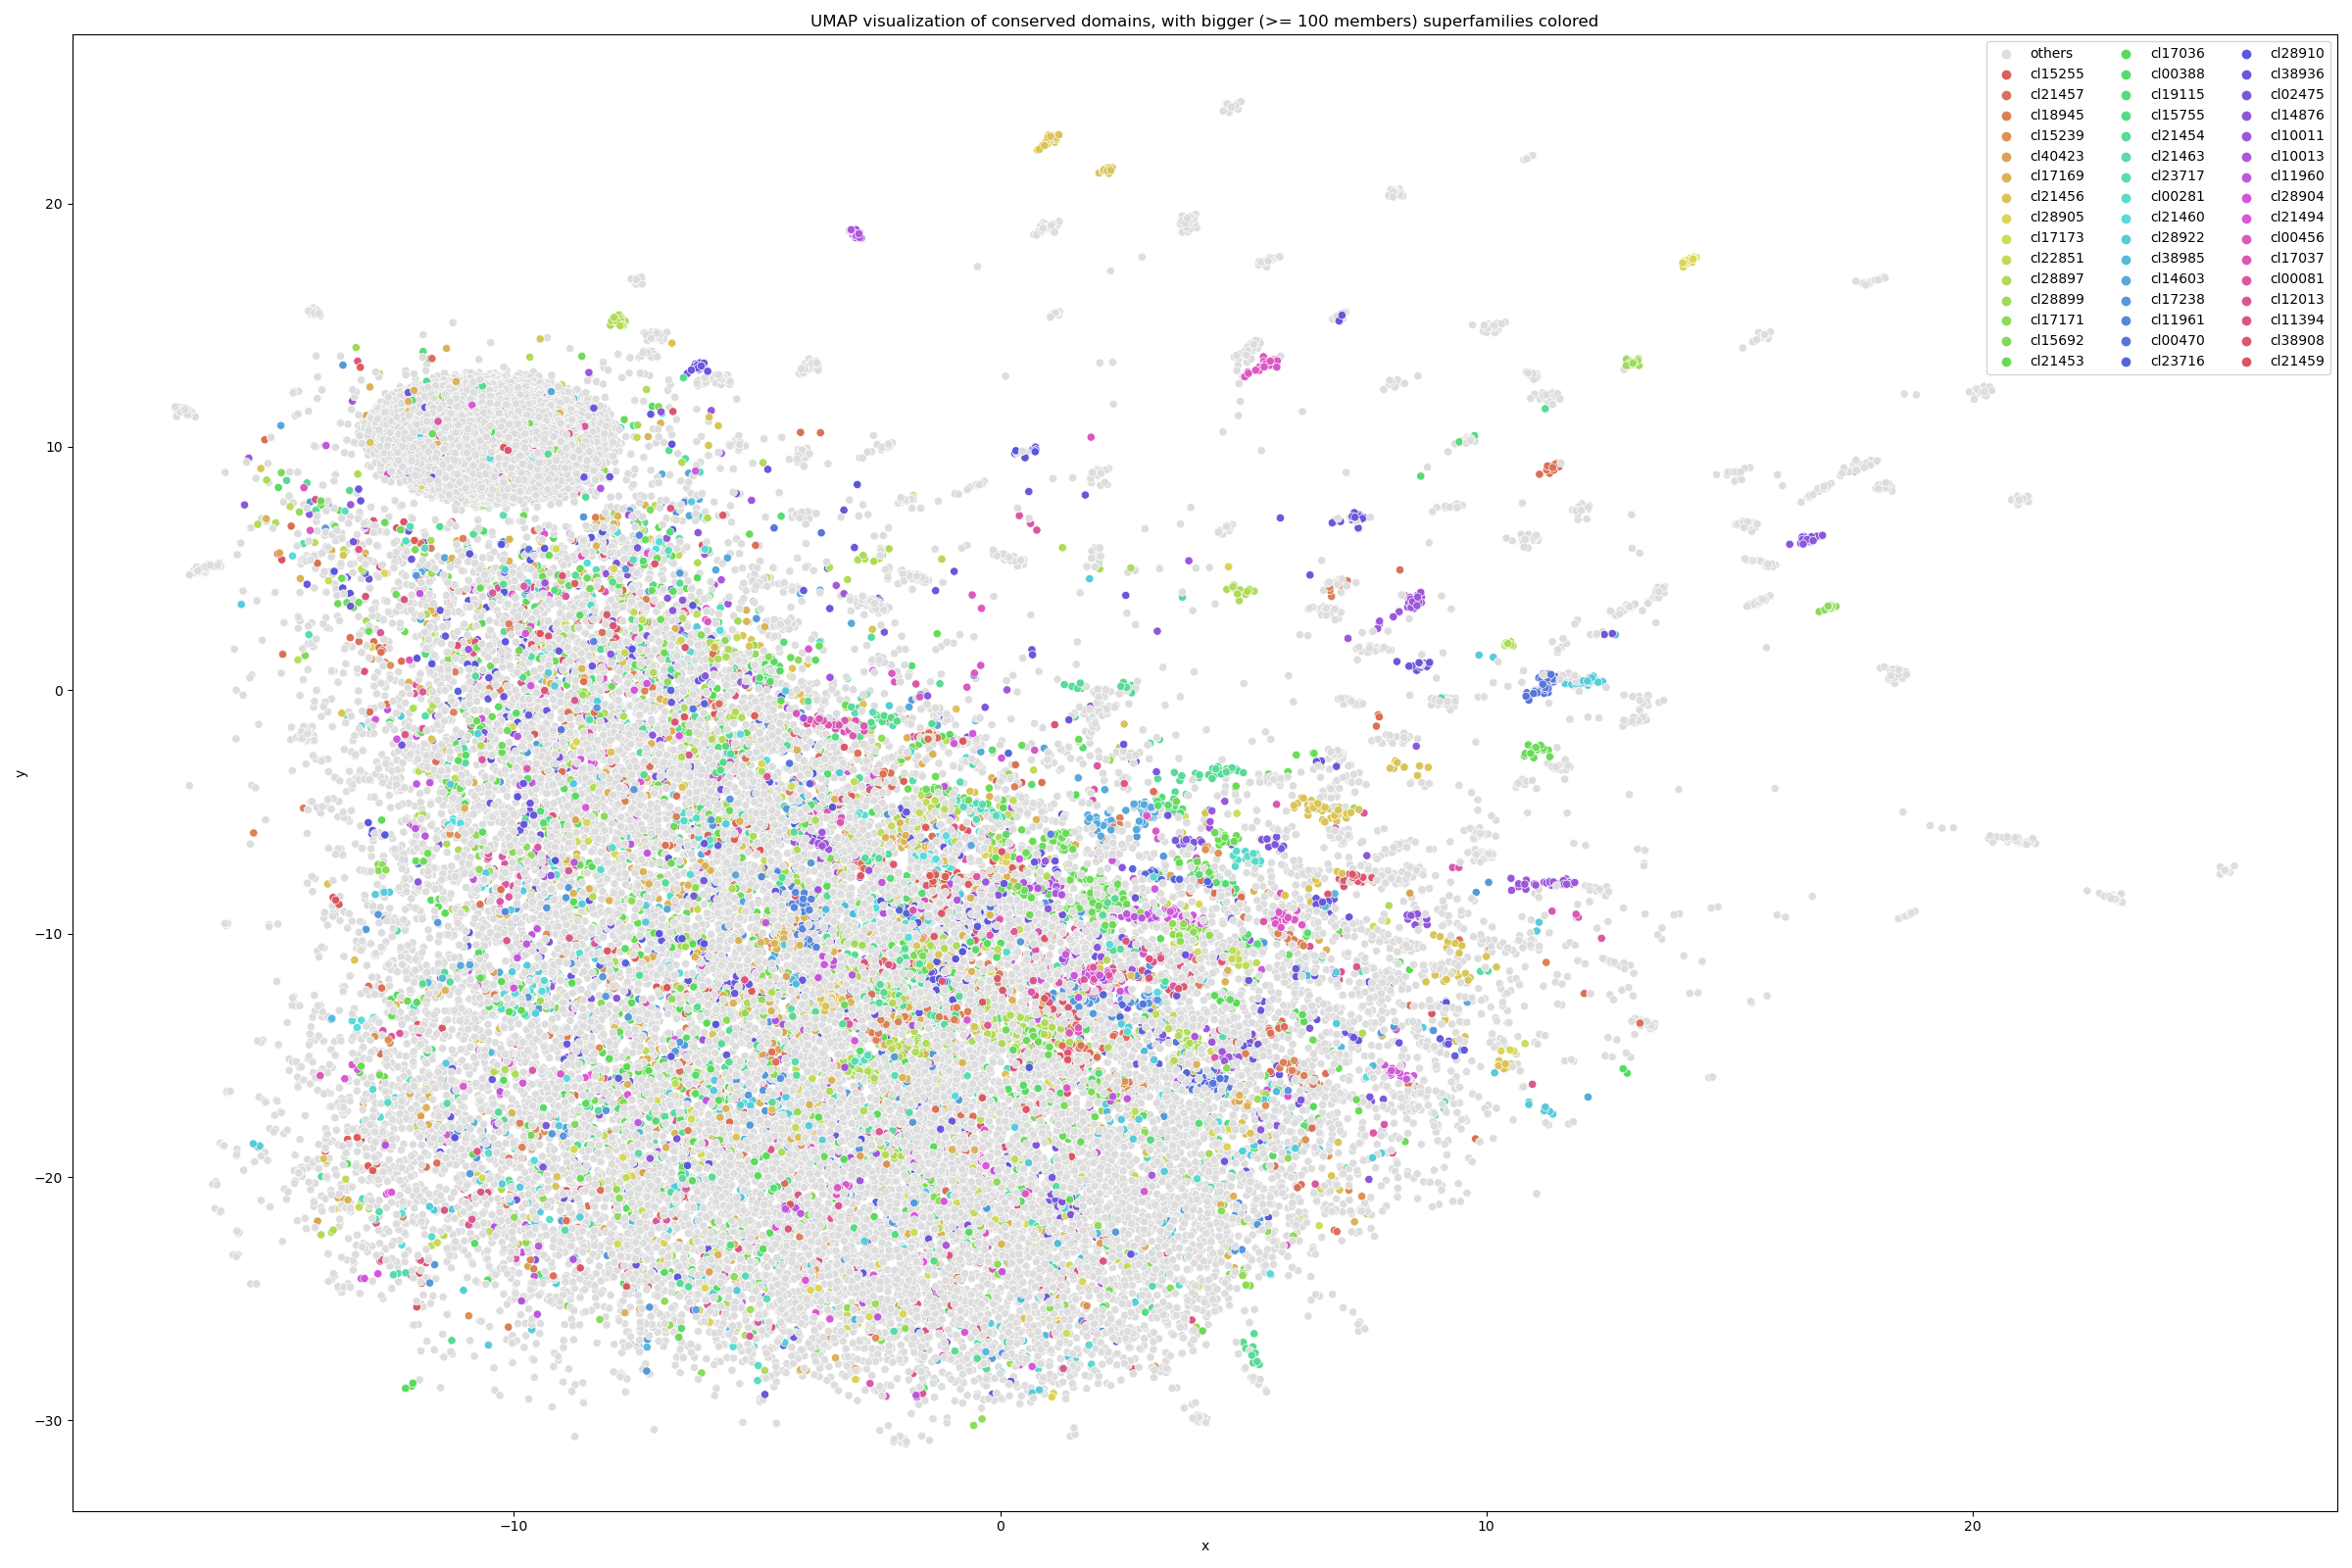 UMAP visualization of conserved domains, with bigger (>= 100 members) superfamilies colored
others
cl15255
cl21457
cl18945
cl15239
cl40423
cl17169
cl21456
cl28905
cl17173
cl22851
cl28897
cl28899
cl17171
cl15692
cl21453
cl17036
cl00388
cl19115
cl15755
cl21454
cl21463
cl23717
cl00281
cl21460
cl28922
cl38985
cl14603
cl17238
cl11961
cl00470
cl23716
cl28910
cl38936
cl02475
cl14876
cl10011
cl10013
cl11960
cl28904
cl21494
cl00456
cl17037
cl00081
cl12013
cl11394
cl38908
cl21459
20
10
0
−10
−20
−30
y
−10
0
10
20
x